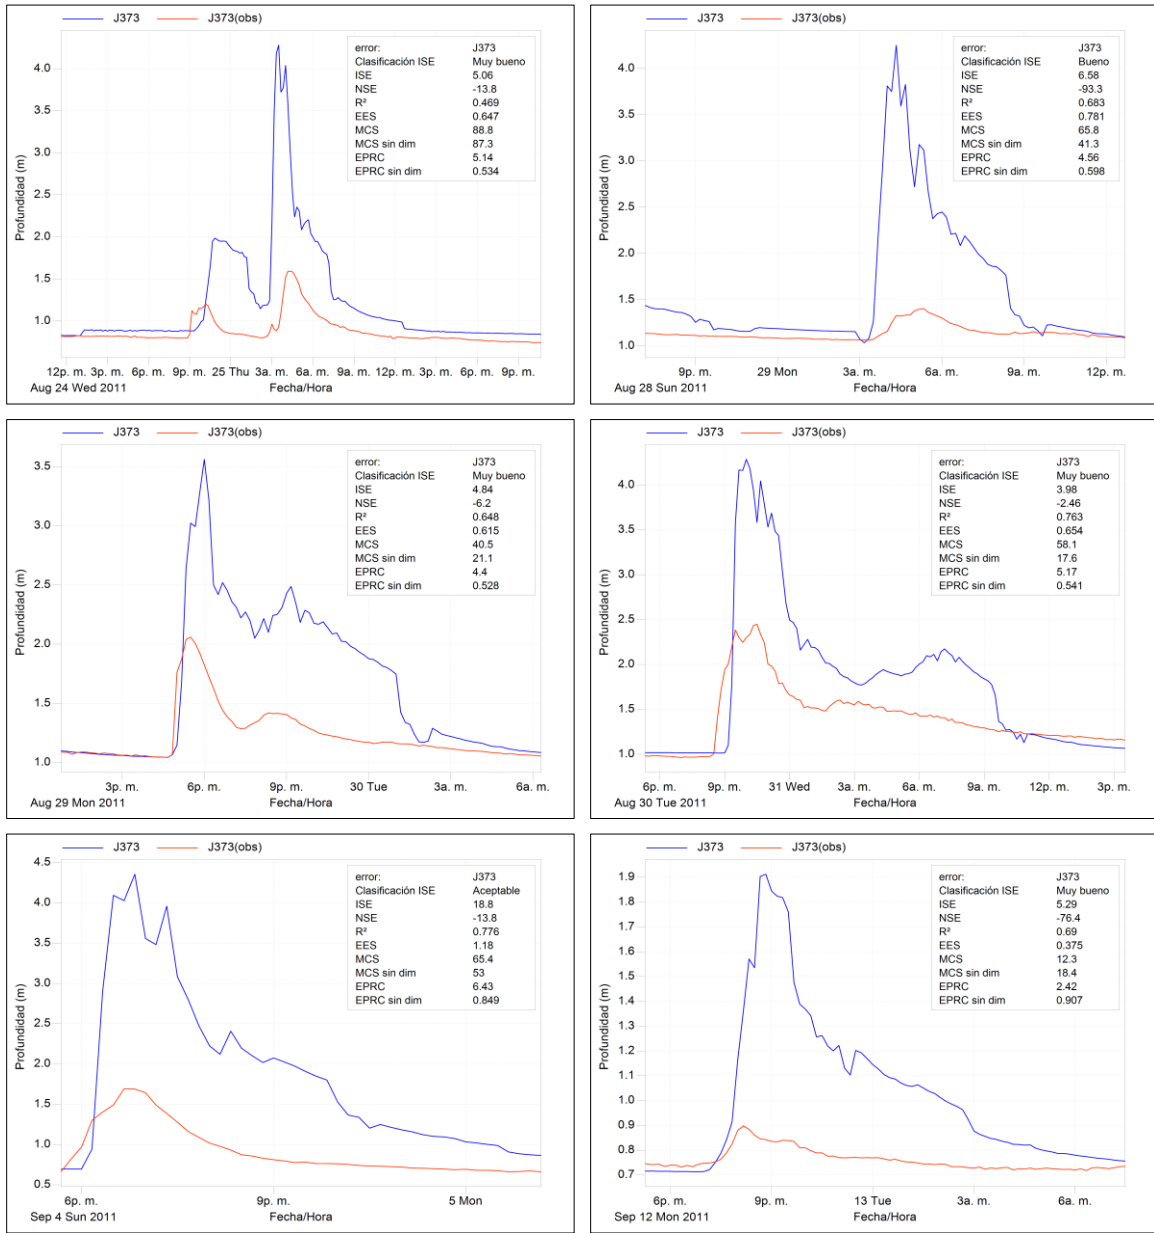 J373 J373(obs)
error: J373
Clasificación ISE Muy bueno
ISE 5.06
NSE -13.8
R² 0.469
EES 0.647
MCS 88.8
MCS sin dim 87.3
EPRC 5.14
EPRC sin dim 0.534
4.0
3.5
3.0
2.5
2.0
1.5
1.0
Profundidad (m)
12p. m. 3p. m. 6p. m. 9p. m. 25 Thu 3a. m. 6a. m. 9a. m. 12p. m. 3p. m. 6p. m. 9p. m.
Aug 24 Wed 2011 Fecha/Hora
J373 J373(obs)
error: J373
Clasificación ISE Bueno
ISE 6.58
NSE -93.3
R² 0.683
EES 0.781
MCS 65.8
MCS sin dim 41.3
EPRC 4.56
EPRC sin dim 0.598
4.0
3.5
3.0
2.5
2.0
1.5
1.0
Profundidad (m)
9p. m. 29 Mon 3a. m. 6a. m. 9a. m. 12p. m.
Aug 28 Sun 2011 Fecha/Hora
J373 J373(obs)
error: J373
Clasificación ISE Muy bueno
ISE 4.84
NSE -6.2
R² 0.648
EES 0.615
MCS 40.5
MCS sin dim 21.1
EPRC 4.4
EPRC sin dim 0.528
3.5
3.0
2.5
2.0
1.5
1.0
Profundidad (m)
3p. m. 6p. m. 9p. m. 30 Tue 3a. m. 6a. m.
Aug 29 Mon 2011 Fecha/Hora
J373 J373(obs)
error: J373
Clasificación ISE Muy bueno
ISE 3.98
NSE -2.46
R² 0.763
EES 0.654
MCS 58.1
MCS sin dim 17.6
EPRC 5.17
EPRC sin dim 0.541
4.0
3.5
3.0
2.5
2.0
1.5
1.0
Profundidad (m)
6p. m. 9p. m. 31 Wed 3a. m. 6a. m. 9a. m. 12p. m. 3p. m.
Aug 30 Tue 2011 Fecha/Hora
J373 J373(obs)
error: J373
Clasificación ISE Aceptable
ISE 18.8
NSE -13.8
R² 0.776
EES 1.18
MCS 65.4
MCS sin dim 53
EPRC 6.43
EPRC sin dim 0.849
4.5
4.0
3.5
3.0
2.5
2.0
1.5
1.0
0.5
Profundidad (m)
6p. m. 9p. m. 5 Mon
Sep 4 Sun 2011 Fecha/Hora
J373 J373(obs)
error: J373
Clasificación ISE Muy bueno
ISE 5.29
NSE -76.4
R² 0.69
EES 0.375
MCS 12.3
MCS sin dim 18.4
EPRC 2.42
EPRC sin dim 0.907
1.9
1.8
1.7
1.6
1.5
1.4
1.3
1.2
1.1
1.0
0.9
0.8
0.7
Profundidad (m)
6p. m. 9p. m. 13 Tue 3a. m. 6a. m.
Sep 12 Mon 2011 Fecha/Hora